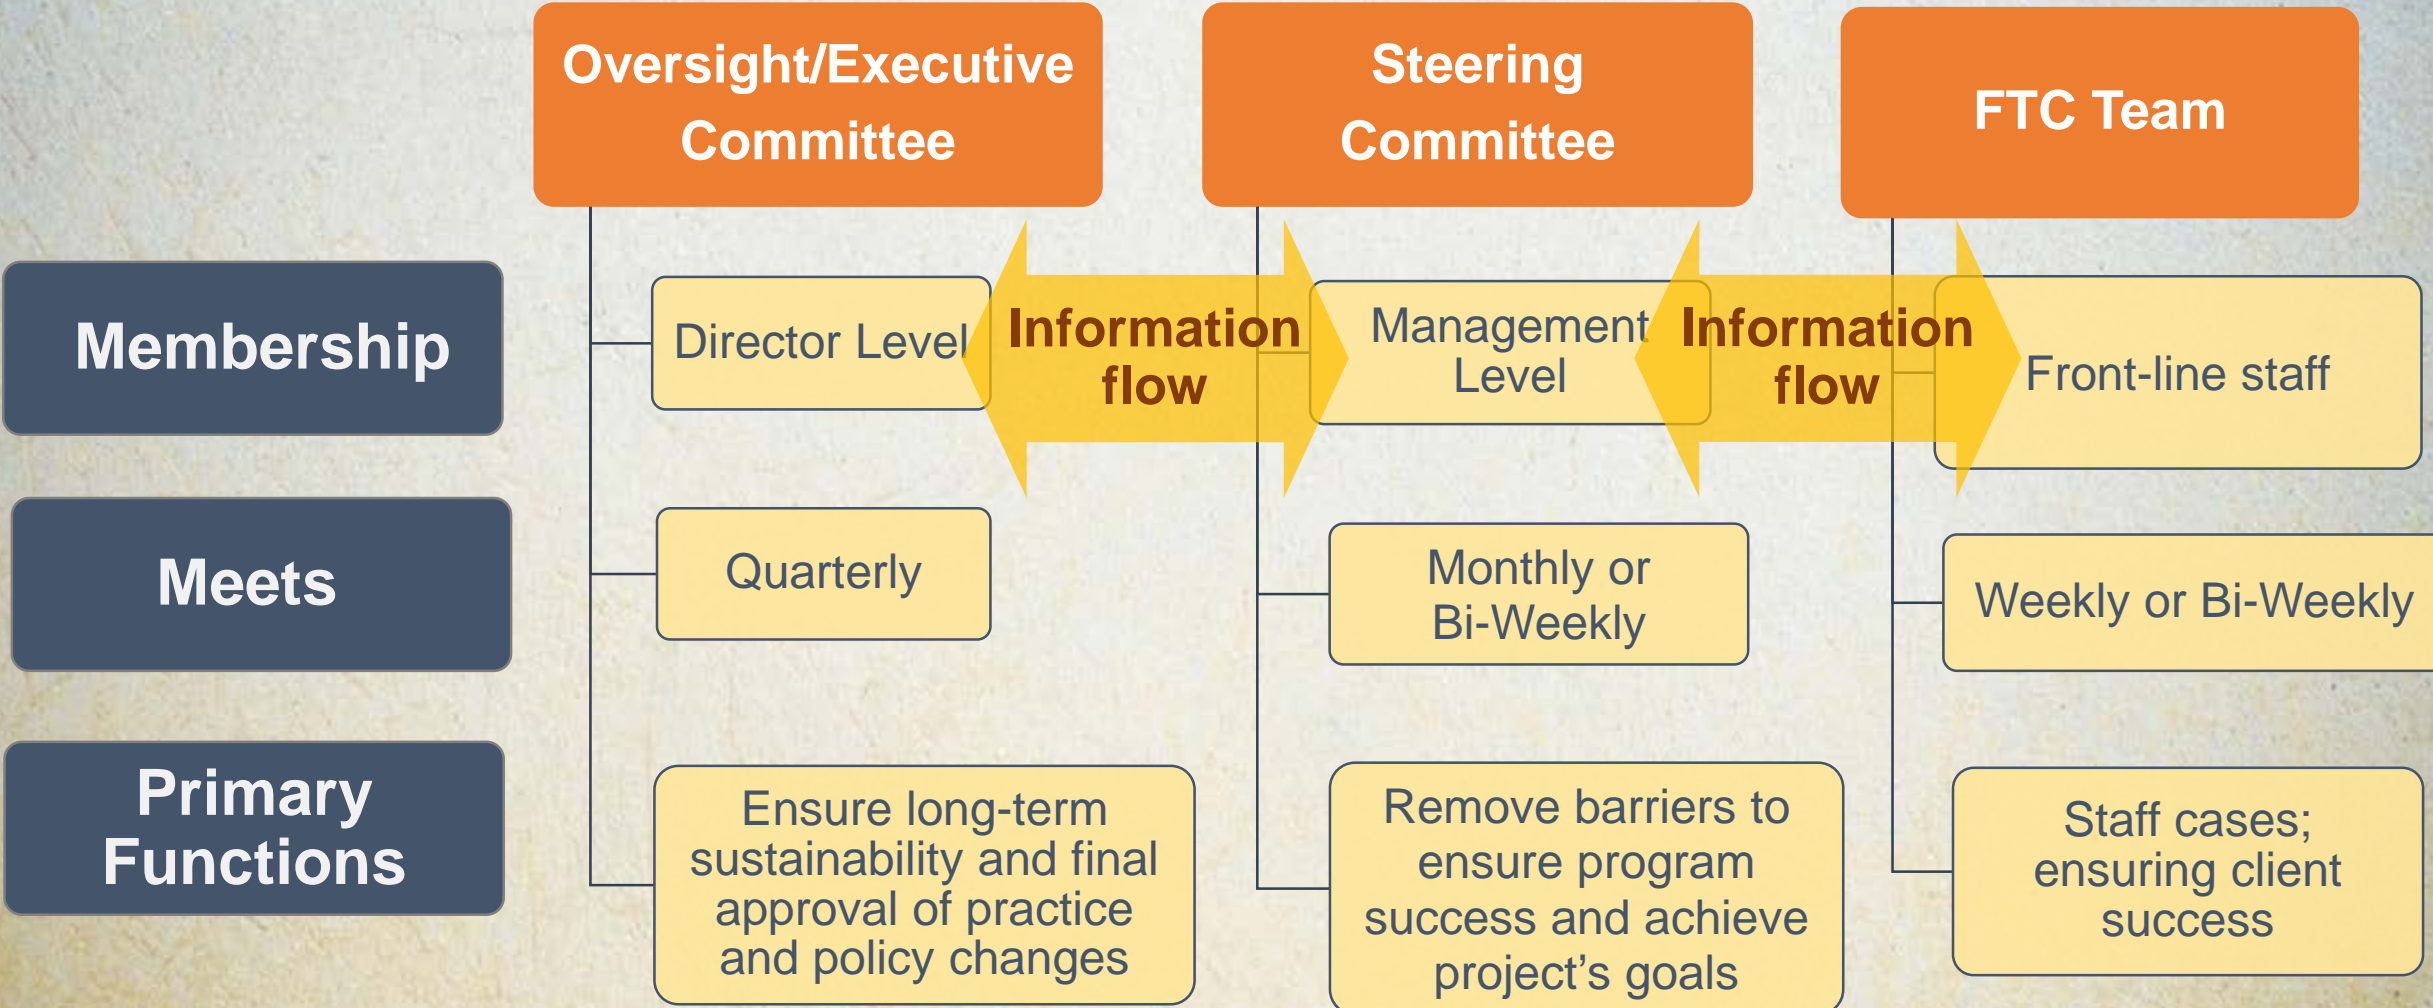 Oversight/Executive
Committee
Steering
Committee
FTC Team
Membership
Director Level
Information
flow
Management
Level
Information
flow
Front-line staff
Meets
Quarterly
Monthly or
Bi-Weekly
Weekly or Bi-Weekly
Primary
Functions
Ensure long-term
sustainability and final
approval of practice
and policy changes
Remove barriers to
ensure program
success and achieve
project's goals
Staff cases;
ensuring client
success